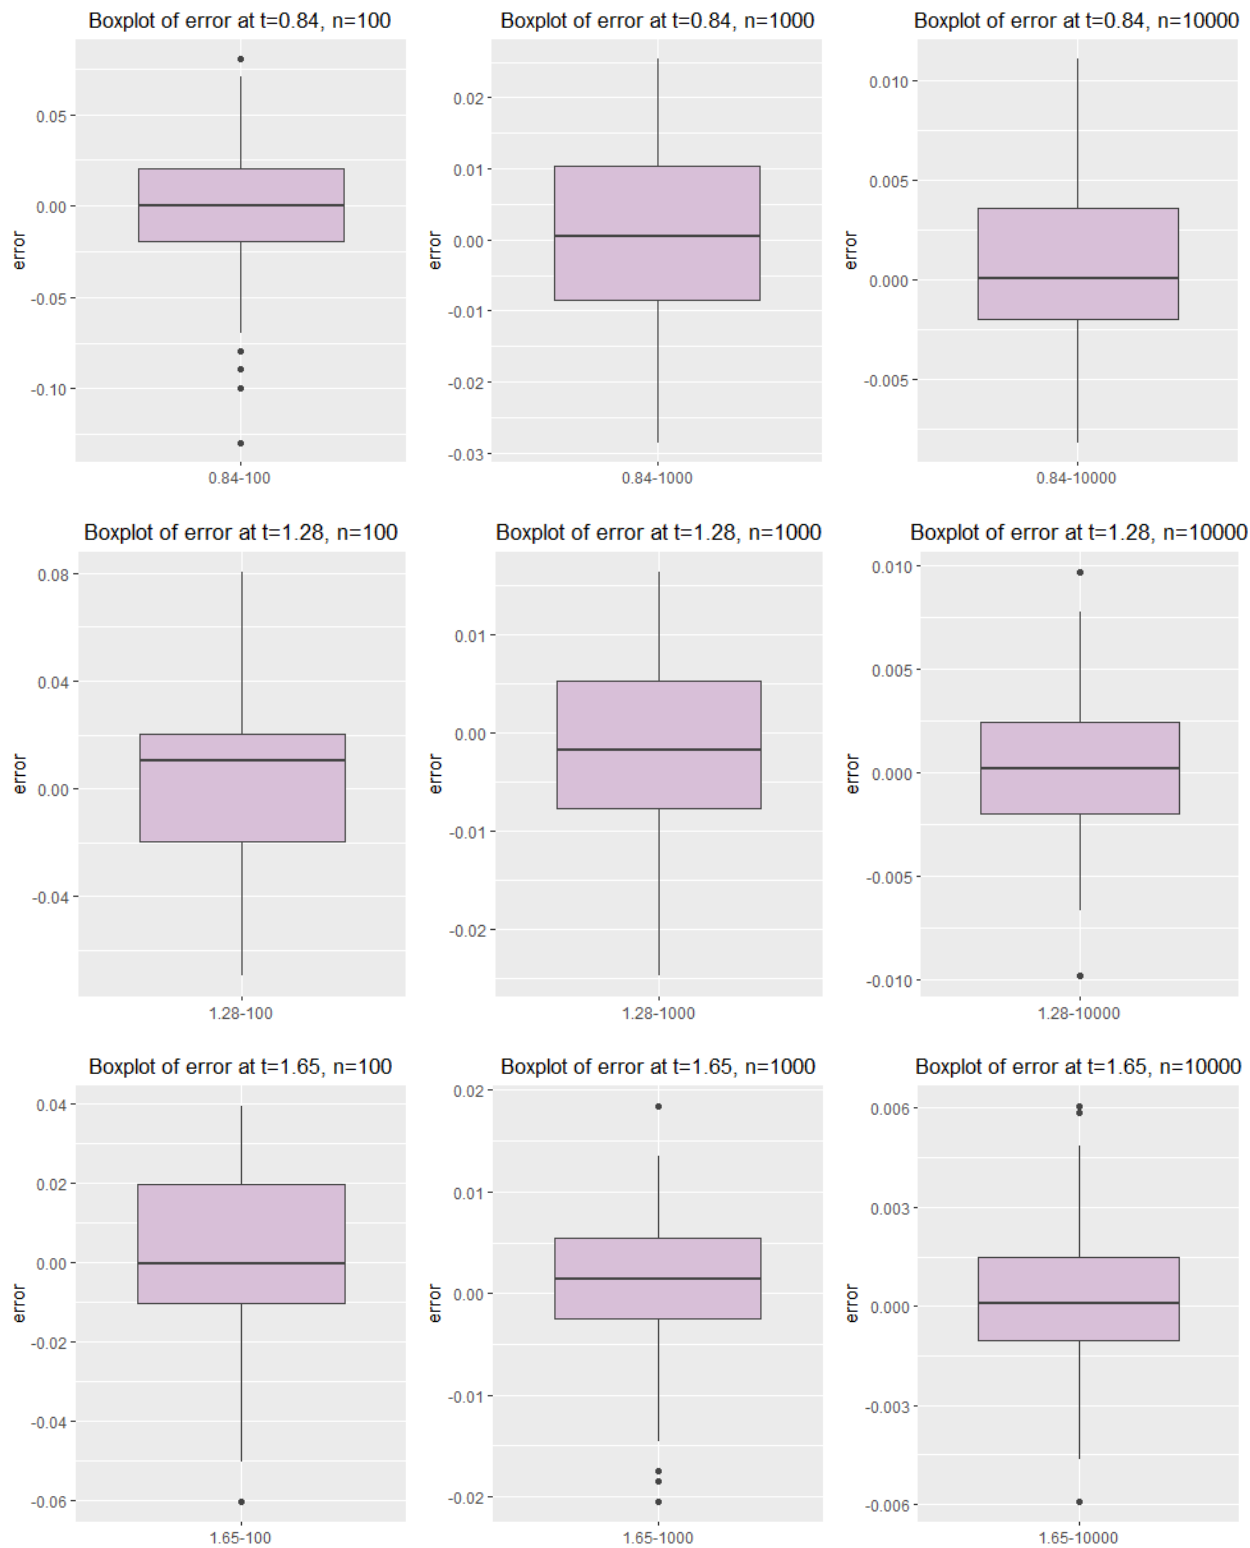 Boxplot of error at t=0.84, n=100
0.05
0.00
-0.05
-0.10
error
0.84-100
Boxplot of error at t=0.84, n=1000
0.02
0.01
0.00
-0.01
-0.02
-0.03
error
0.84-1000
Boxplot of error at t=0.84, n=10000
0.010
0.005
0.000
-0.005
error
0.84-10000
Boxplot of error at t=1.28, n=100
0.08
0.04
0.00
-0.04
error
1.28-100
Boxplot of error at t=1.28, n=1000
0.01
0.00
-0.01
-0.02
error
1.28-1000
Boxplot of error at t=1.28, n=10000
0.010
0.005
0.000
-0.005
-0.010
error
1.28-10000
Boxplot of error at t=1.65, n=100
0.04
0.02
0.00
-0.02
-0.04
-0.06
error
1.65-100
Boxplot of error at t=1.65, n=1000
0.02
0.01
0.00
-0.01
-0.02
error
1.65-1000
Boxplot of error at t=1.65, n=10000
0.006
0.003
0.000
-0.003
-0.006
error
1.65-10000